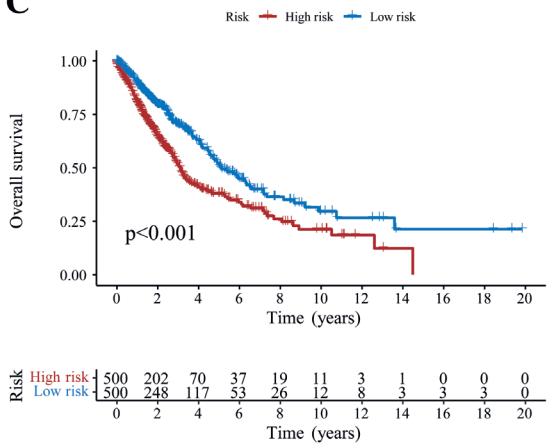 C
Risk High risk Low risk
Overall survival
1.00
0.75
0.50
0.25
0.00
p<0.001
0 2 4 6 8 10 12 14 16 18 20
Time (years)
Risk
High risk 500 202 70 37 19 11 3 1 0 0 0
Low risk 500 248 117 53 26 12 8 3 3 3 0
0 2 4 6 8 10 12 14 16 18 20
Time (years)